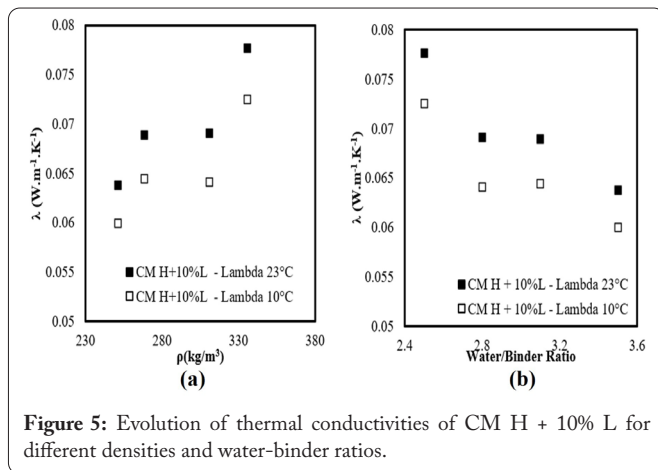 0.08
0.075
0.07
0.065
0.06
0.055
0.05
λ (W.m⁻¹.K⁻¹)
CM H+10%L - Lambda 23°C
CM H+10%L - Lambda 10°C
230 280 330 380
ρ(kg/m³)
(a)
0.08
0.075
0.07
0.065
0.06
0.055
0.05
λ (W.m⁻¹.K⁻¹)
CM H + 10%L - Lambda 23°C
CM H + 10%L - Lambda 10°C
2.4 2.8 3.2 3.6
Water/Binder Ratio
(b)
Figure 5: Evolution of thermal conductivities of CM H + 10% L for
different densities and water-binder ratios.